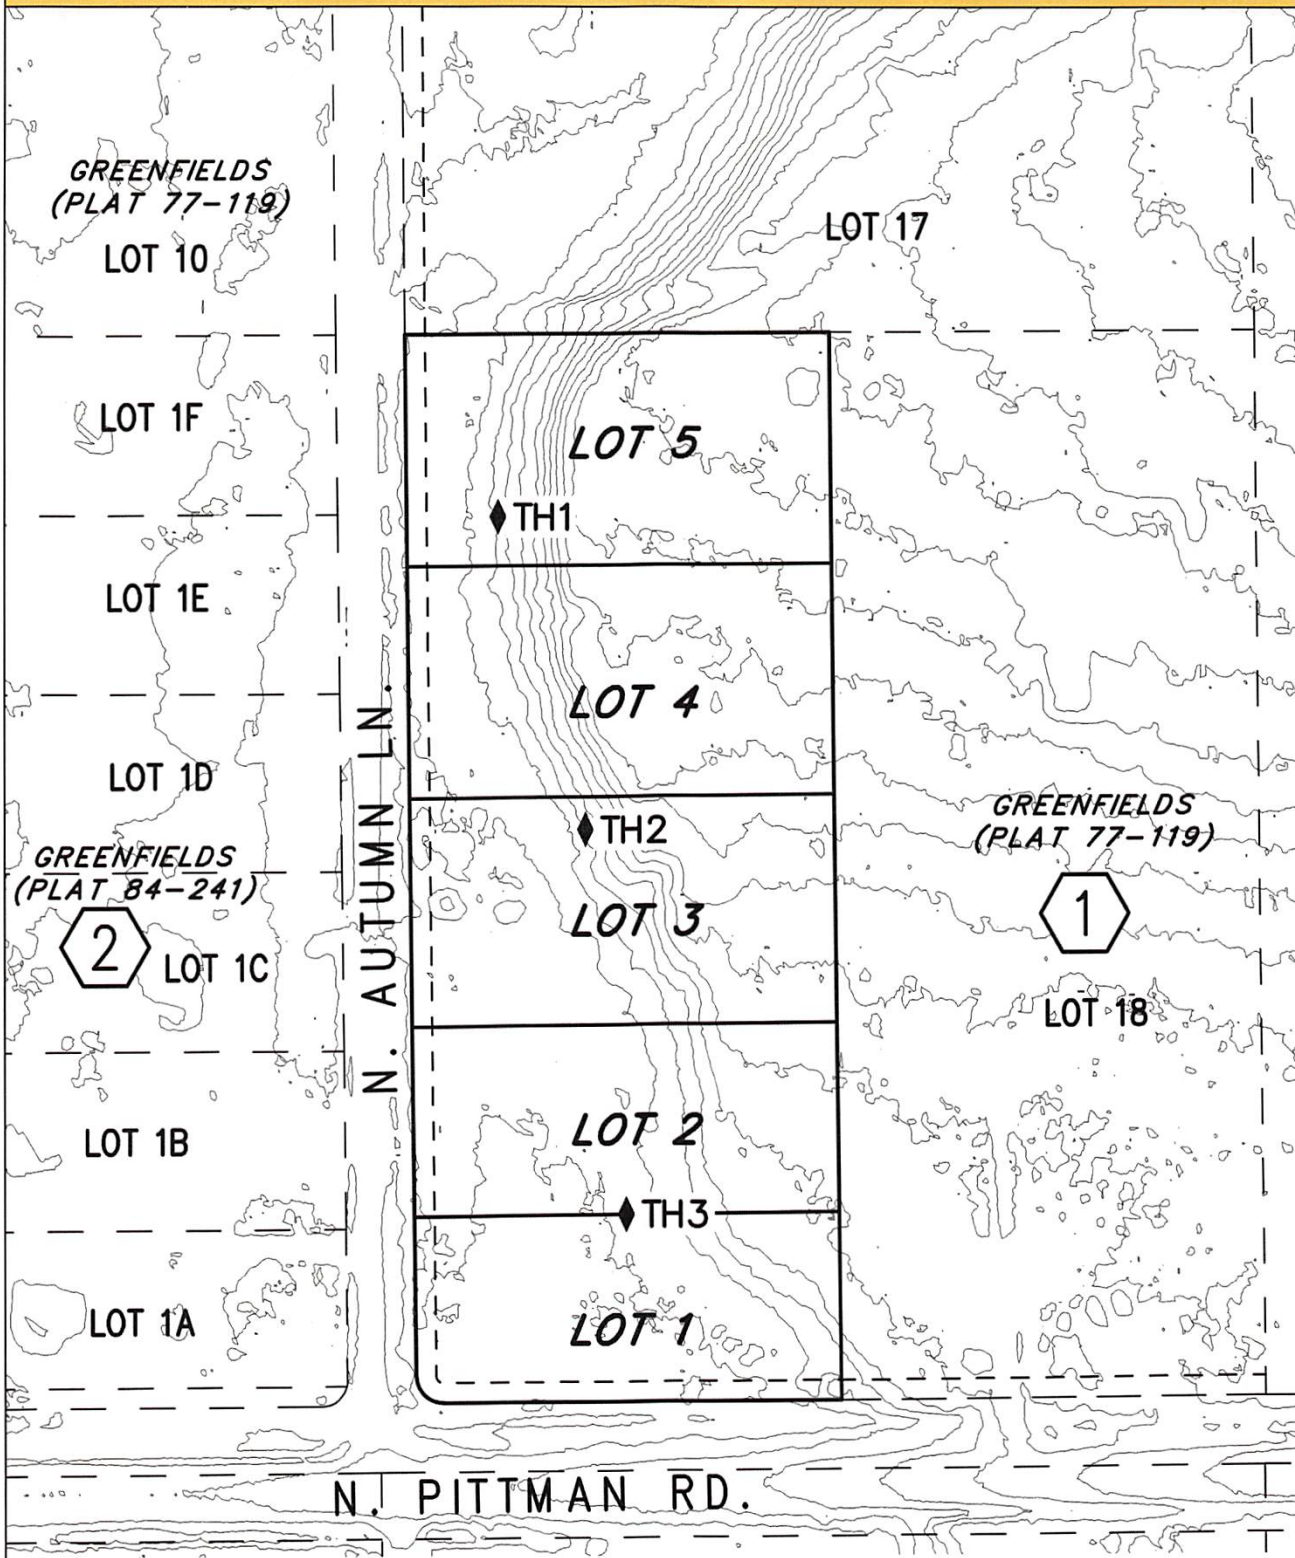 GREENFIELDS
(PLAT 77-119)
LOT 10
LOT 17
LOT 1F
LOT 5
TH1
LOT 1E
LOT 4
LOT 1D
N. AUTUMN LN.
TH2
GREENFIELDS
(PLAT 77-119)
1
GREENFIELDS
(PLAT 84-241)
2
LOT 1C
LOT 3
LOT 18
LOT 1B
LOT 2
TH3
LOT 1A
LOT 1
N. PITTMAN RD.